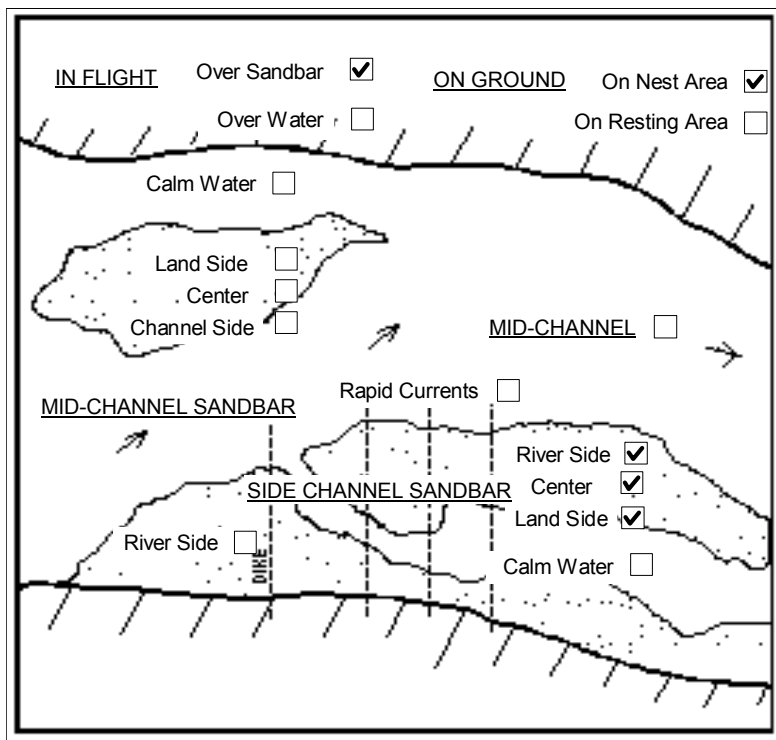 IN FLIGHT Over Sandbar ON GROUND On Nest Area
Over Water On Resting Area
Calm Water
Land Side
Center
Channel Side MID-CHANNEL
Rapid Currents
MID-CHANNEL SANDBAR
River Side
SIDE CHANNEL SANDBAR Center
Land Side
River Side
DIKE
Calm Water